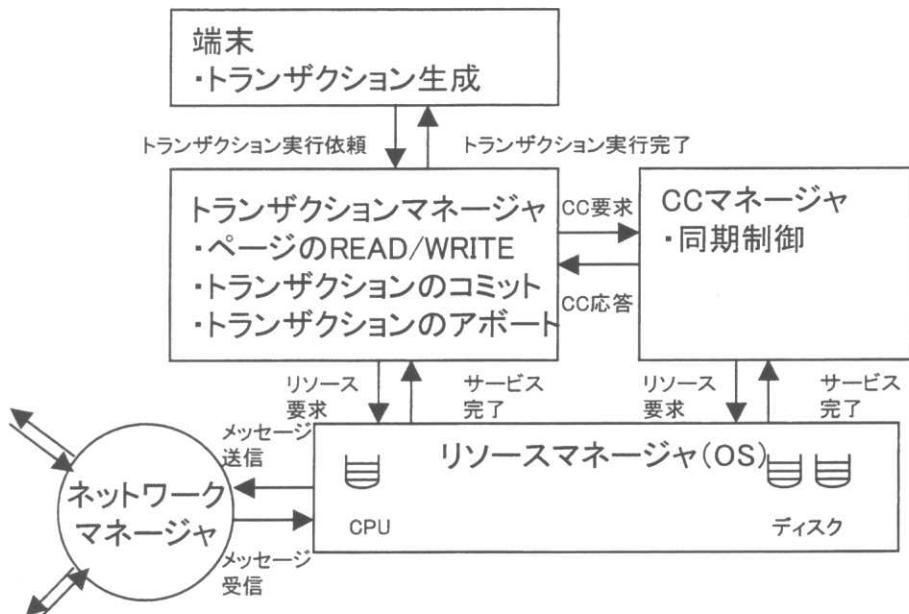 端末
・トランザクション生成
トランザクション実行依頼
トランザクション実行完了
トランザクションマネージャ
・ページのREAD/WRITE
・トランザクションのコミット
・トランザクションのアボート
CC要求
CC応答
CCマネージャ
・同期制御
リソース
要求
サービス
完了
リソース
要求
サービス
完了
メッセージ
送信
ネットワーク
マネージャ
メッセージ
受信
リソースマネージャ(OS)
CPU
ディスク